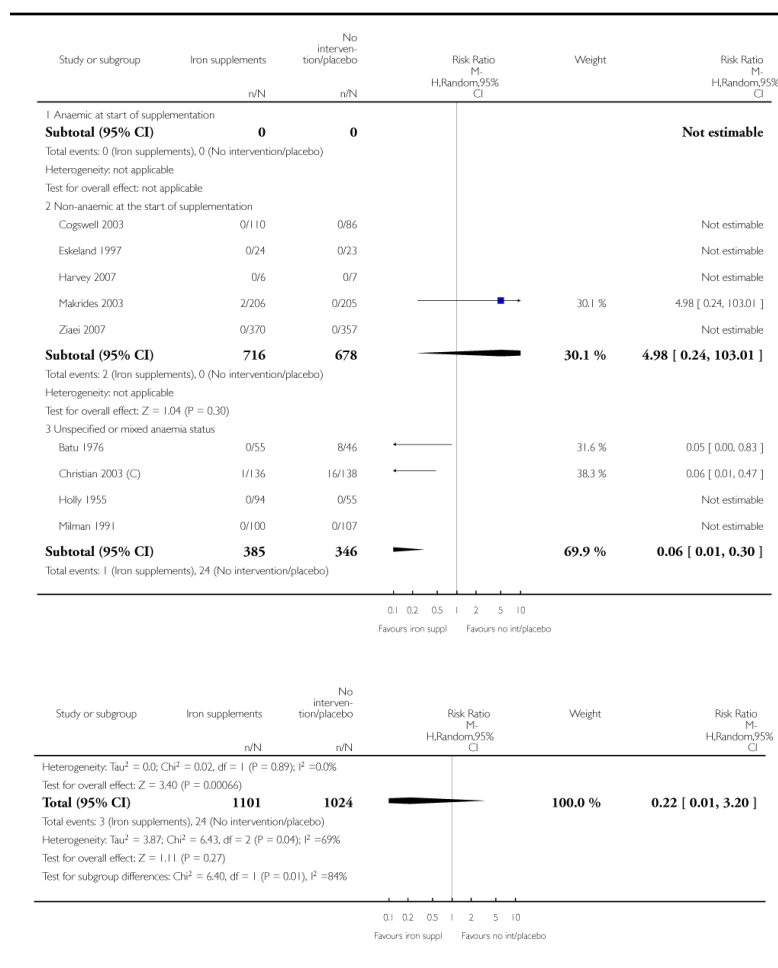 Study or subgroup Iron supplements No interven- tion/placebo Risk Ratio Weight Risk Ratio
n/N n/N M- H,Random,95% CI M- H,Random,95% CI
1 Anaemic at start of supplementation
Subtotal (95% CI) 0 0 Not estimable
Total events: 0 (Iron supplements), 0 (No intervention/placebo)
Heterogeneity: not applicable
Test for overall effect: not applicable
2 Non-anaemic at the start of supplementation
Cogswell 2003 0/110 0/86 Not estimable
Eskeland 1997 0/24 0/23 Not estimable
Harvey 2007 0/6 0/7 Not estimable
Makrides 2003 2/206 0/205 30.1 % 4.98 [ 0.24, 103.01 ]
Ziaei 2007 0/370 0/357 Not estimable
Subtotal (95% CI) 716 678 30.1 % 4.98 [ 0.24, 103.01 ]
Total events: 2 (Iron supplements), 0 (No intervention/placebo)
Heterogeneity: not applicable
Test for overall effect: Z = 1.04 (P = 0.30)
3 Unspecified or mixed anaemia status
Batu 1976 0/55 8/46 31.6 % 0.05 [ 0.00, 0.83 ]
Christian 2003 (C) 1/136 16/138 38.3 % 0.06 [ 0.01, 0.47 ]
Holly 1955 0/94 0/55 Not estimable
Milman 1991 0/100 0/107 Not estimable
Subtotal (95% CI) 385 346 69.9 % 0.06 [ 0.01, 0.30 ]
Total events: 1 (Iron supplements), 24 (No intervention/placebo)
0.1 0.2 0.5 1 2 5 10
Favours iron suppl Favours no int/placebo
Study or subgroup Iron supplements No interven- tion/placebo Risk Ratio Weight Risk Ratio
n/N n/N M- H,Random,95% CI M- H,Random,95% CI
Heterogeneity: Tau² = 0.0; Chi² = 0.02, df = 1 (P = 0.89); I² =0.0%
Test for overall effect: Z = 3.40 (P = 0.00066)
Total (95% CI) 1101 1024 100.0 % 0.22 [ 0.01, 3.20 ]
Total events: 3 (Iron supplements), 24 (No intervention/placebo)
Heterogeneity: Tau² = 3.87; Chi² = 6.43, df = 2 (P = 0.04); I² =69%
Test for overall effect: Z = 1.11 (P = 0.27)
Test for subgroup differences: Chi² = 6.40, df = 1 (P = 0.01), I² =84%
0.1 0.2 0.5 1 2 5 10
Favours iron suppl Favours no int/placebo